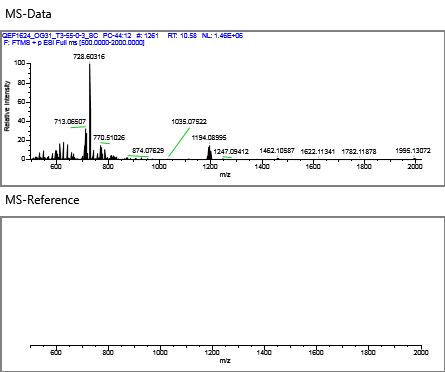 MS-Data
QEF1624_OG31_T3-55-0-3_SC PC-44:12 #: 1261 RT: 10.58 NL: 1.46E+06
F: FTMS + p ESI Full ms [500.0000-2000.0000]
728.60316
100
80
60
40
20
0
Relative Intensity
713.06507
770.51026
874.07629
1035.07522
1194.08995
1247.09412
1462.10587
1622.11341
1782.11878
1995.13072
600 800 1000 1200 1400 1600 1800 2000
m/z
MS-Reference
600 800 1000 1200 1400 1600 1800 2000
m/z